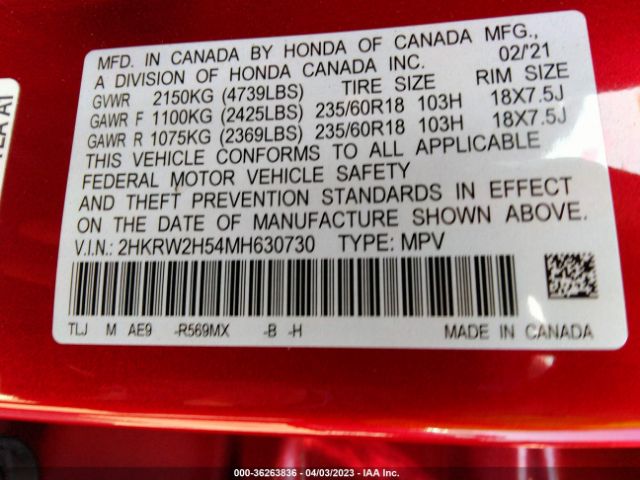 MFD. IN CANADA BY HONDA OF CANADA MFG.,
A DIVISION OF HONDA CANADA INC. 02/'21
GVWR 2150KG (4739LBS) TIRE SIZE RIM SIZE
GAWR F 1100KG (2425LBS) 235/60R18 103H 18X7.5J
GAWR R 1075KG (2369LBS) 235/60R18 103H 18X7.5J
THIS VEHICLE CONFORMS TO ALL APPLICABLE
FEDERAL MOTOR VEHICLE SAFETY
AND THEFT PREVENTION STANDARDS IN EFFECT
ON THE DATE OF MANUFACTURE SHOWN ABOVE.
V.I.N.: 2HKRW2H54MH630730 TYPE: MPV
TLJ M AE9 -R569MX -B -H MADE IN CANADA
000-36263836 - 04/03/2023 - IAA Inc.